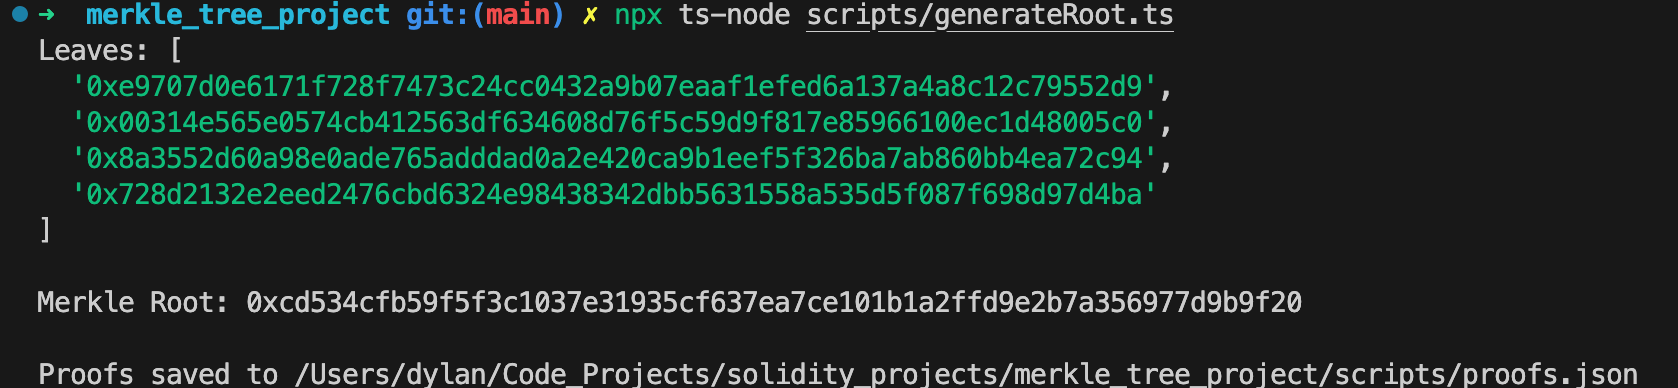 ➜ merkle_tree_project git:(main) ✗ npx ts-node scripts/generateRoot.ts
Leaves: [
'0xe9707d0e6171f728f7473c24cc0432a9b07eaaf1efed6a137a4a8c12c79552d9',
'0x00314e565e0574cb412563df634608d76f5c59d9f817e85966100ec1d48005c0',
'0x8a3552d60a98e0ade765adddad0a2e420ca9b1eef5f326ba7ab860bb4ea72c94',
'0x728d2132e2eed2476cbd6324e98438342dbb5631558a535d5f087f698d97d4ba'
]
Merkle Root: 0xcd534cfb59f5f3c1037e31935cf637ea7ce101b1a2ffd9e2b7a356977d9b9f20
Proofs saved to /Users/dylan/Code_Projects/solidity_projects/merkle_tree_project/scripts/proofs.json